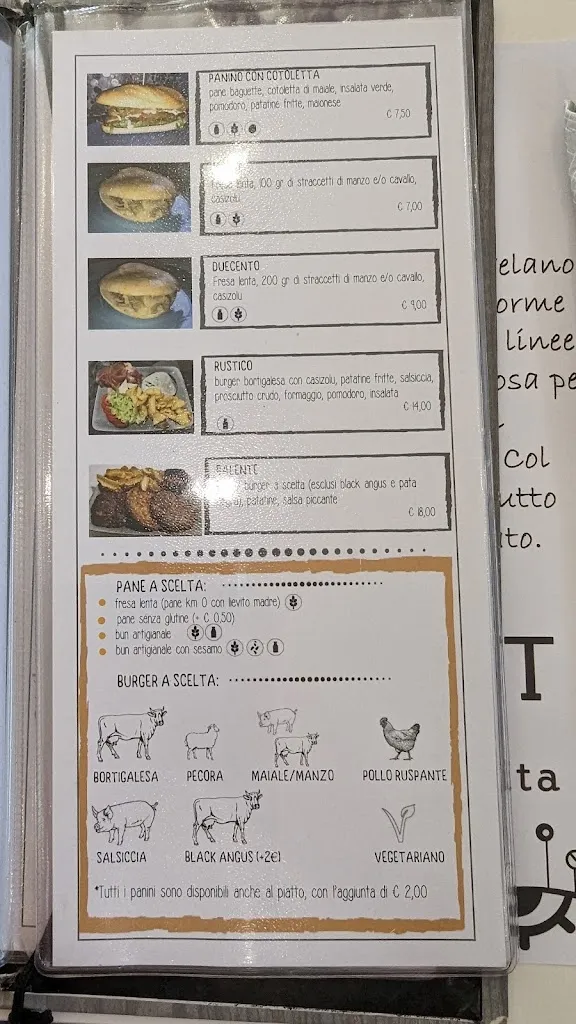 PANINO CON COTOLETTA
pane baguette, cotoletta di maiale, insalata verde,
pomodoro, patatine fritte, maionese
€ 7,50
lenta, 100 gr di straccetti di manzo e/o cavallo,
casizolu
€ 7,00
DUECENTO
Fresa lenta, 200 gr di straccetti di manzo e/o cavallo,
casizolu
€ 9,00
RUSTICO
burger bortigalesa con casizolu, patatine fritte, salsiccia,
prosciutto crudo, formaggio, pomodoro, insalata
€ 14,00
BALENTE
burger a scelta (esclusi black angus e pata
patatine, salsa piccante
€ 18,00
PANE A SCELTA:
fresa lenta (pane km 0 con lievito madre)
pane senza glutine (+ € 0,50)
bun artigianale
bun artigianale con sesamo
BURGER A SCELTA:
BORTIGALESA PECORA MAIALE/MANZO POLLO RUSPANTE
SALSICCIA BLACK ANGUS (+2€) VEGETARIANO
*Tutti i panini sono disponibili anche al piatto, con l'aggiunta di € 2,00
elano
orme
linee
osa pe
Col
utto
to.
T
ta